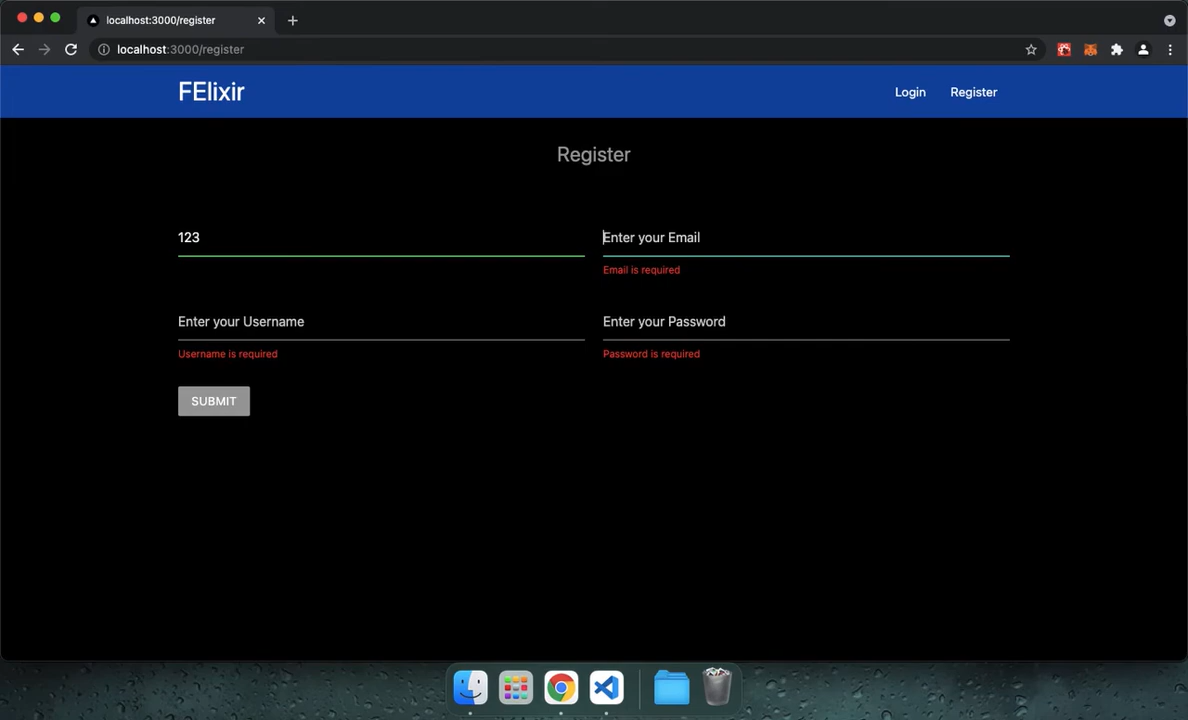 localhost:3000/register
localhost:3000/register
FElixir
Login Register
Register
123
Enter your Email
Email is required
Enter your Username
Enter your Password
Username is required
Password is required
SUBMIT